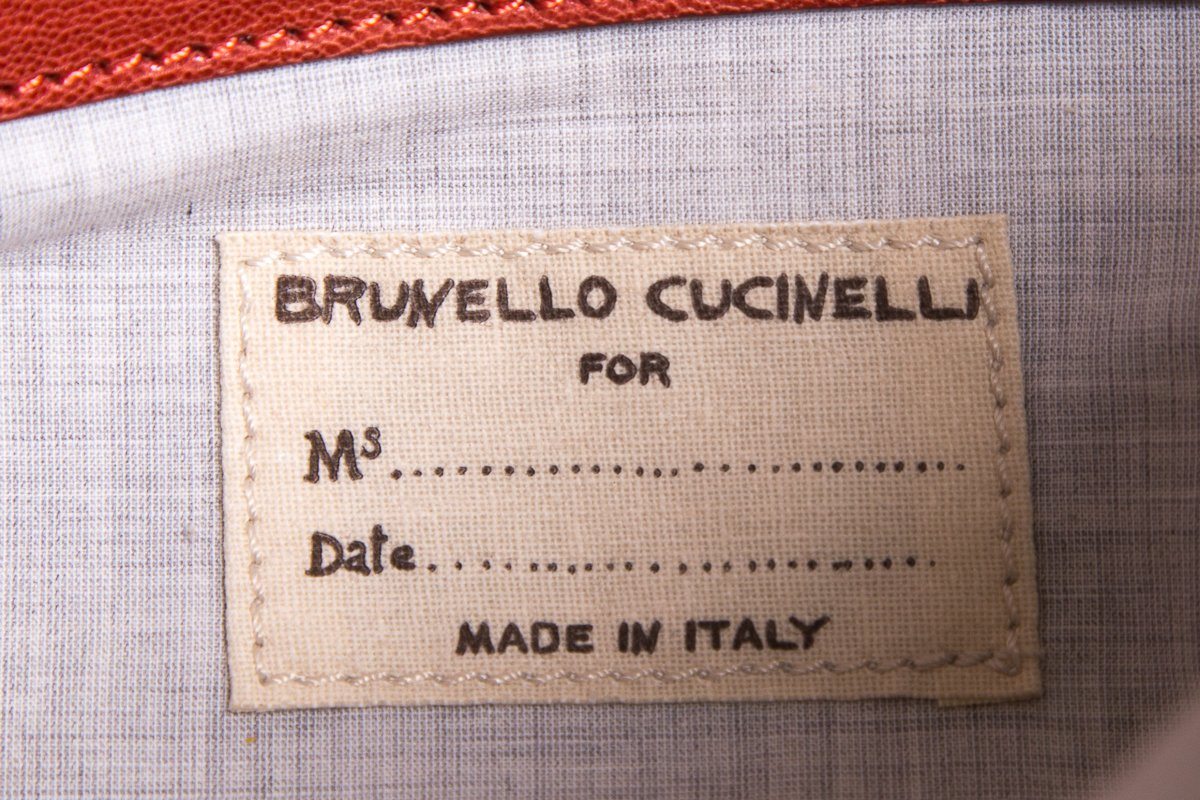 BRUNELLO CUCINELLI
FOR
Ms..............................
Date..............................
MADE IN ITALY